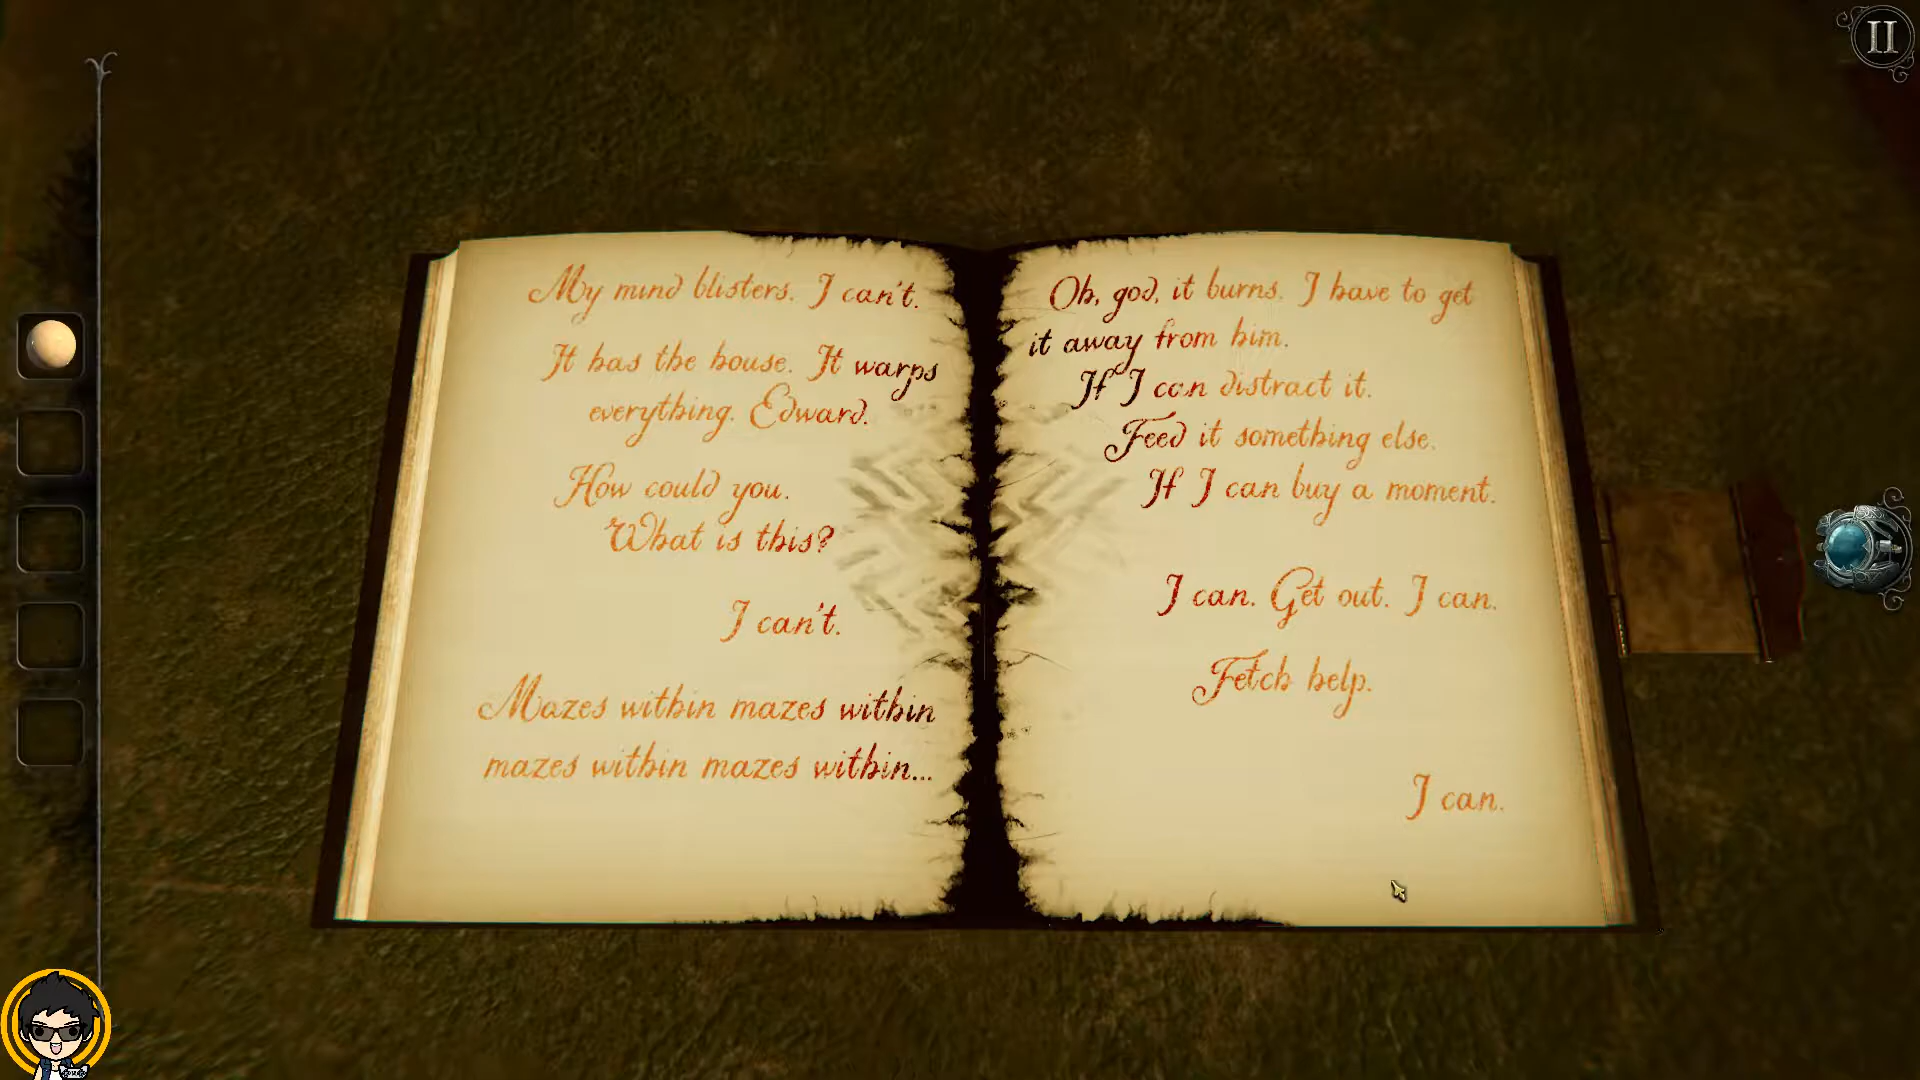 My mind blisters. I can't.
It has the house. It warps
everything. Edward.
How could you.
What is this?
I can't.
Mazes within mazes within
mazes within mazes within...
Oh, god, it burns. I have to get
it away from him.
If I can distract it.
Feed it something else.
If I can buy a moment.
I can. Get out. I can.
Fetch help.
I can.